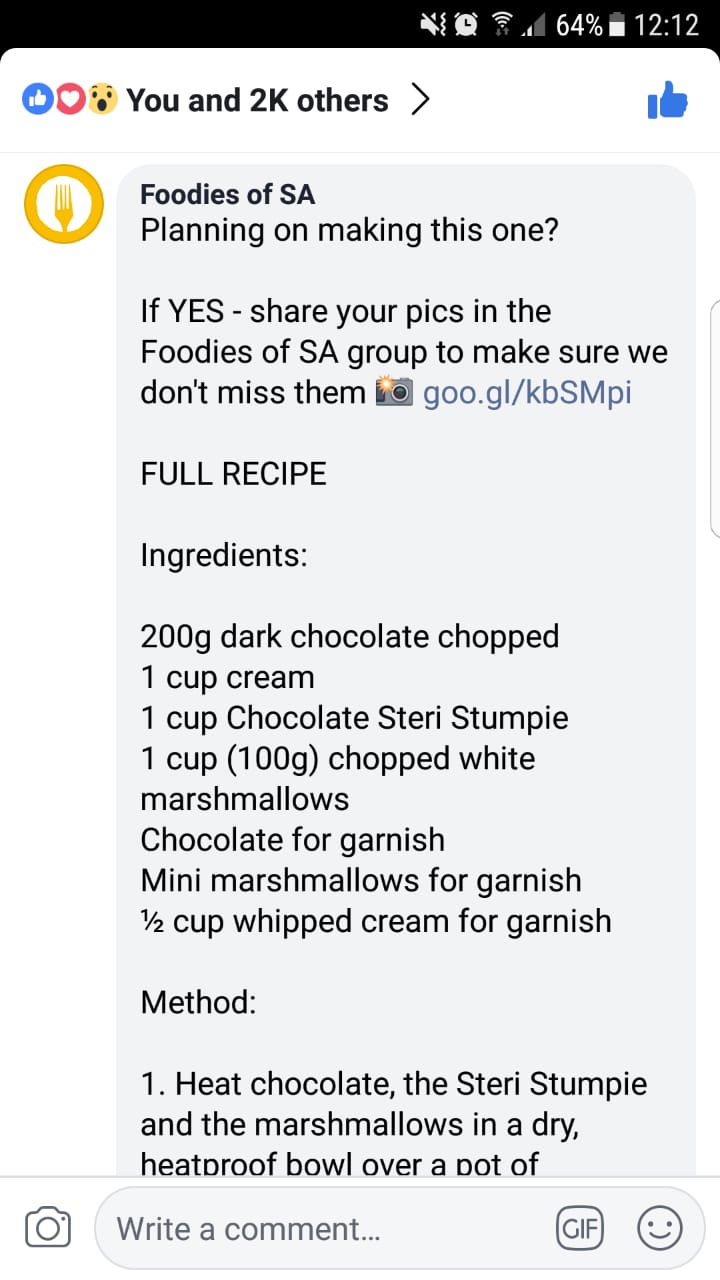 64% 12:12
You and 2K others
Foodies of SA
Planning on making this one?
If YES - share your pics in the
Foodies of SA group to make sure we
don't miss them 📸 goo.gl/kbSMpi
FULL RECIPE
Ingredients:
200g dark chocolate chopped
1 cup cream
1 cup Chocolate Steri Stumpie
1 cup (100g) chopped white
marshmallows
Chocolate for garnish
Mini marshmallows for garnish
½ cup whipped cream for garnish
Method:
1. Heat chocolate, the Steri Stumpie
and the marshmallows in a dry,
heatproof bowl over a pot of
Write a comment...
GIF